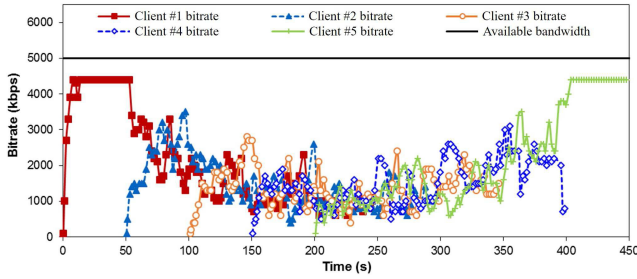 Client #1 bitrate Client #2 bitrate Client #3 bitrate
Client #4 bitrate Client #5 bitrate Available bandwidth
6000
5000
4000
3000
2000
1000
0
Bitrate (kbps)
0 50 100 150 200 250 300 350 400 450
Time (s)